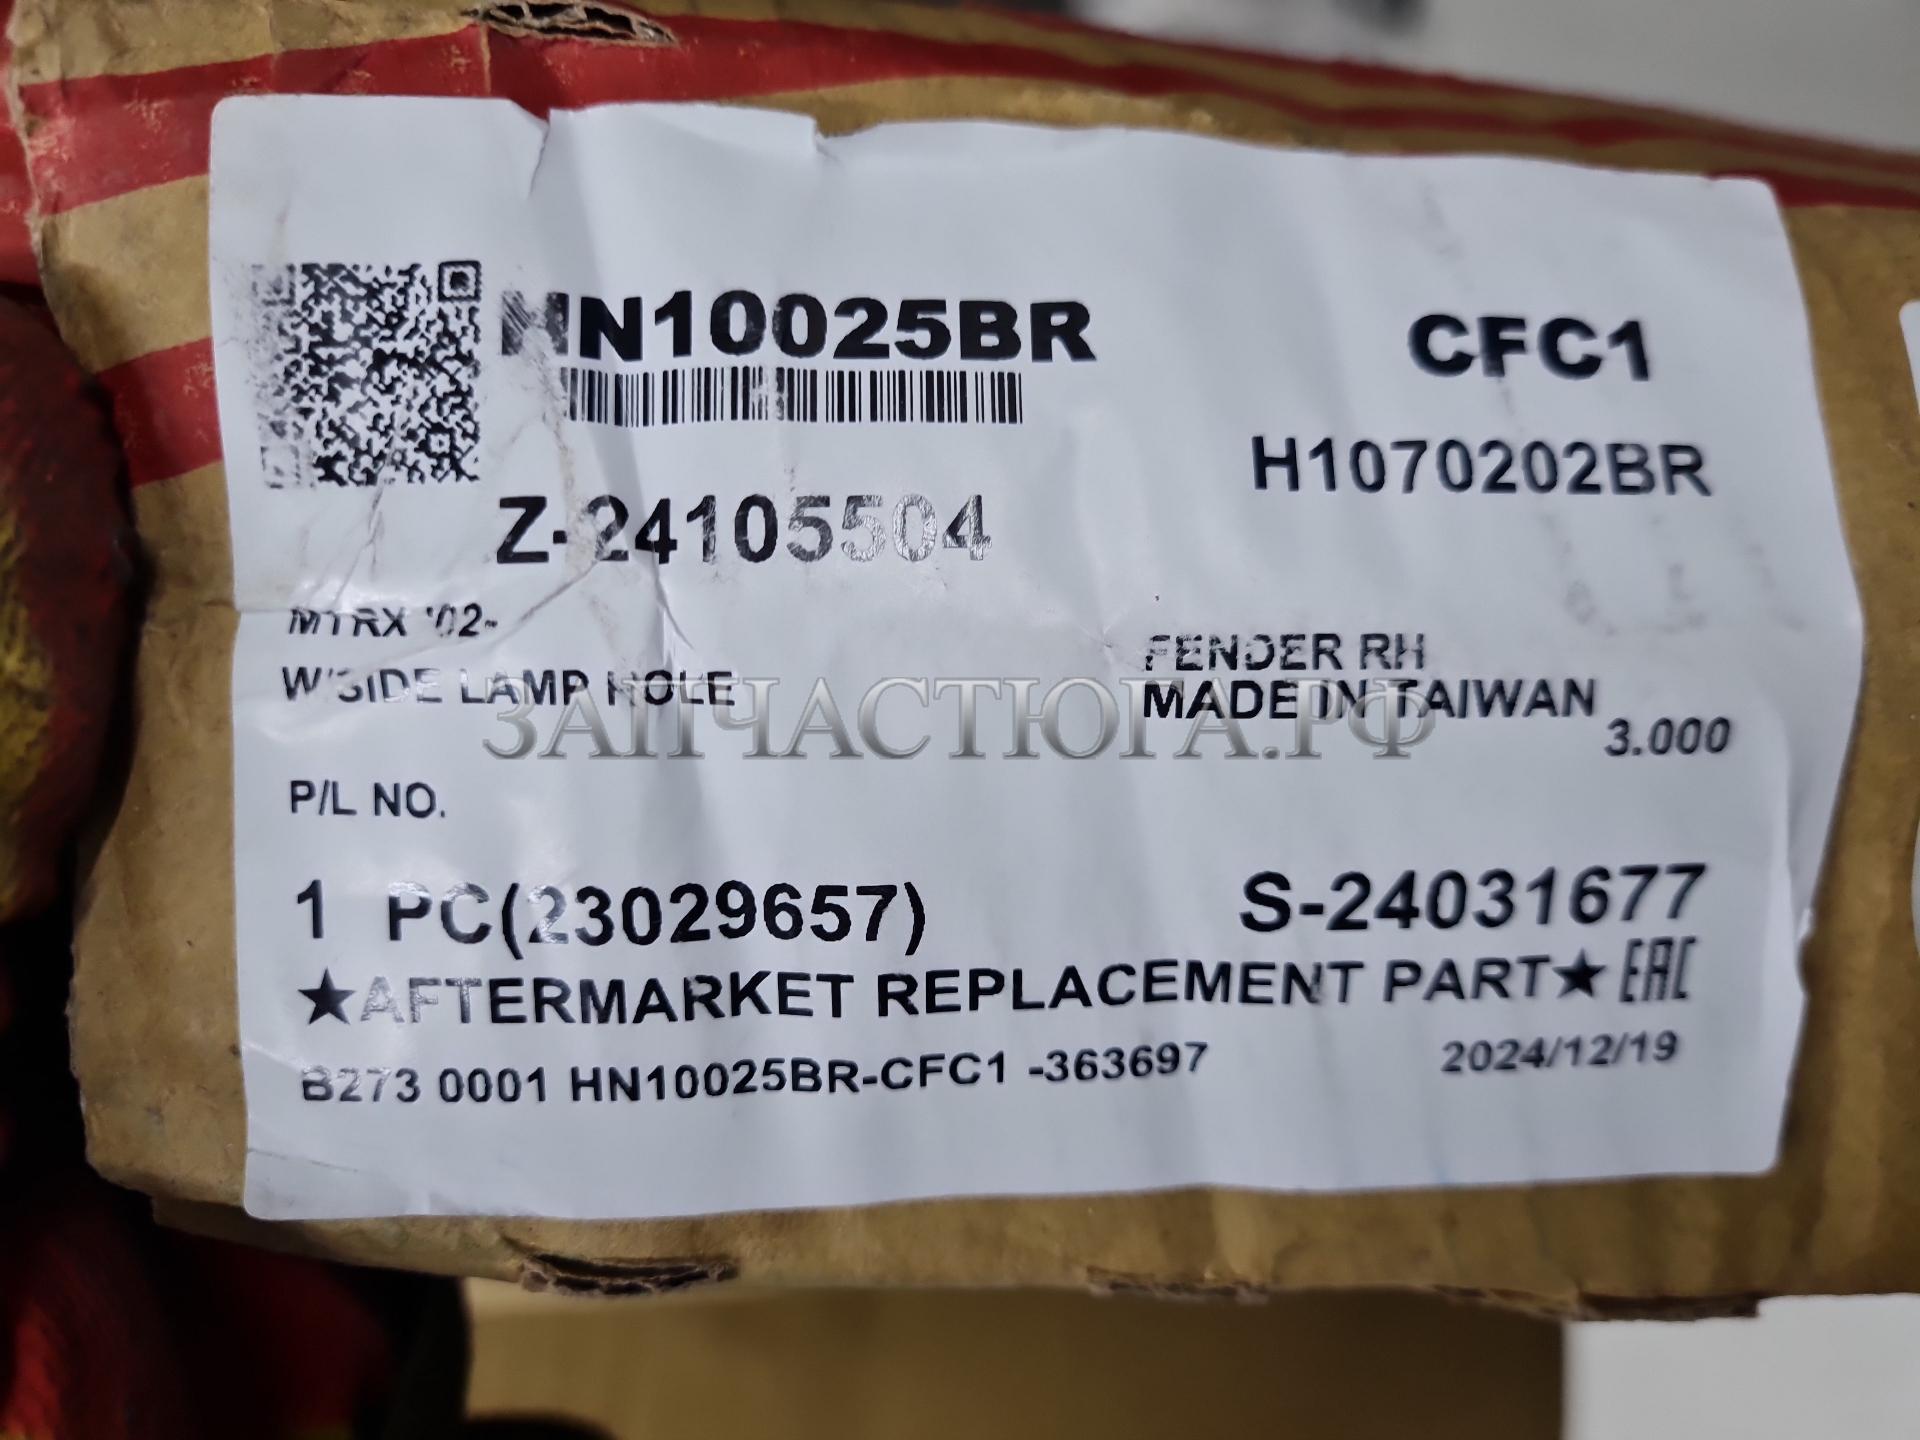 HN10025BR
CFC1
H1070202BR
Z-24105504
MTRX '02-
W/SIDE LAMP HOLE
FENDER RH
MADE IN TAIWAN
3.000
ЗАПЧАСТЮГА.РФ
P/L NO.
1 PC(23029657)
S-24031677
★AFTERMARKET REPLACEMENT PART★ EAC
B273 0001 HN10025BR-CFC1 -363697
2024/12/19